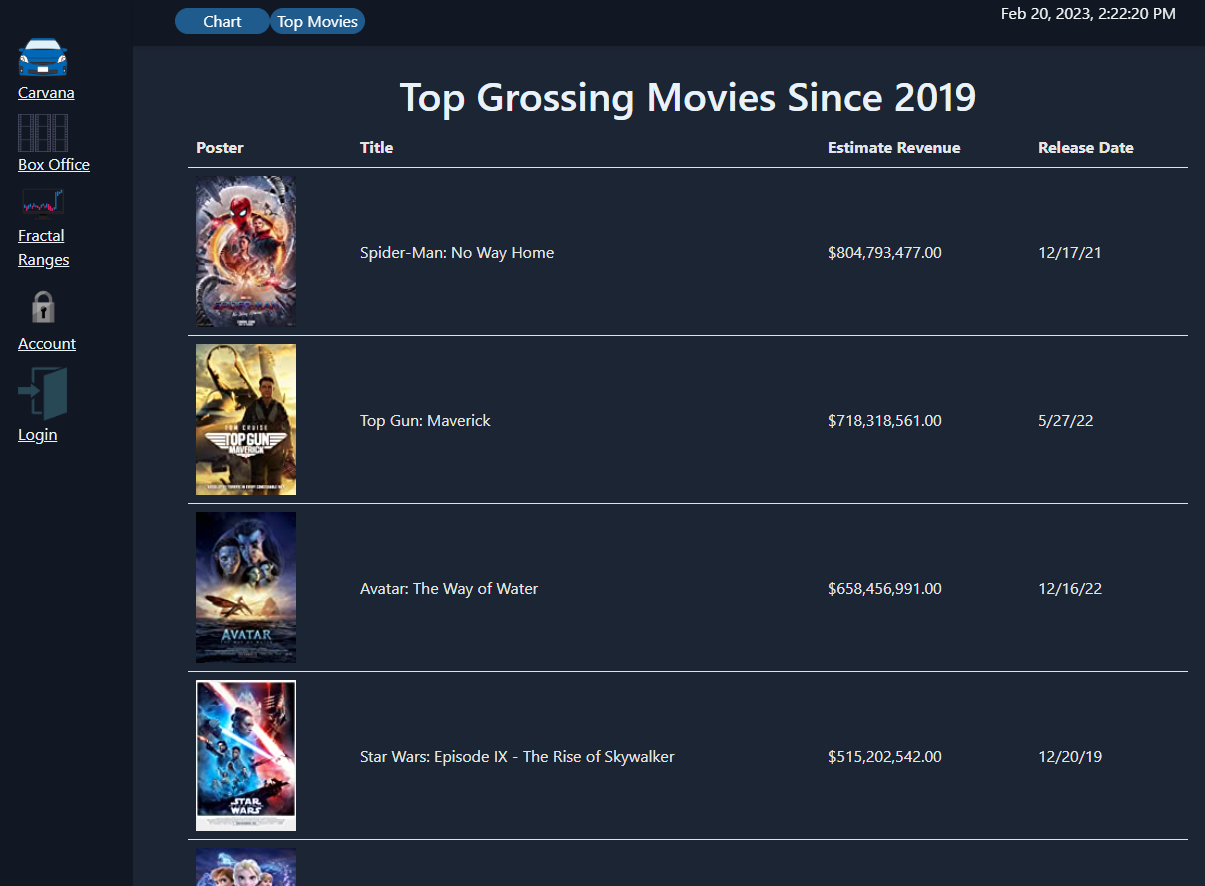 Chart
Top Movies
Feb 20, 2023, 2:22:20 PM
Carvana
Box Office
Fractal
Ranges
Account
Login
Top Grossing Movies Since 2019
Poster Title Estimate Revenue Release Date
Spider-Man: No Way Home $804,793,477.00 12/17/21
TOM CRUISE
TOP GUN
MAVERICK
Top Gun: Maverick $718,318,561.00 5/27/22
AVATAR
Avatar: The Way of Water $658,456,991.00 12/16/22
STAR
WARS
Star Wars: Episode IX - The Rise of Skywalker $515,202,542.00 12/20/19